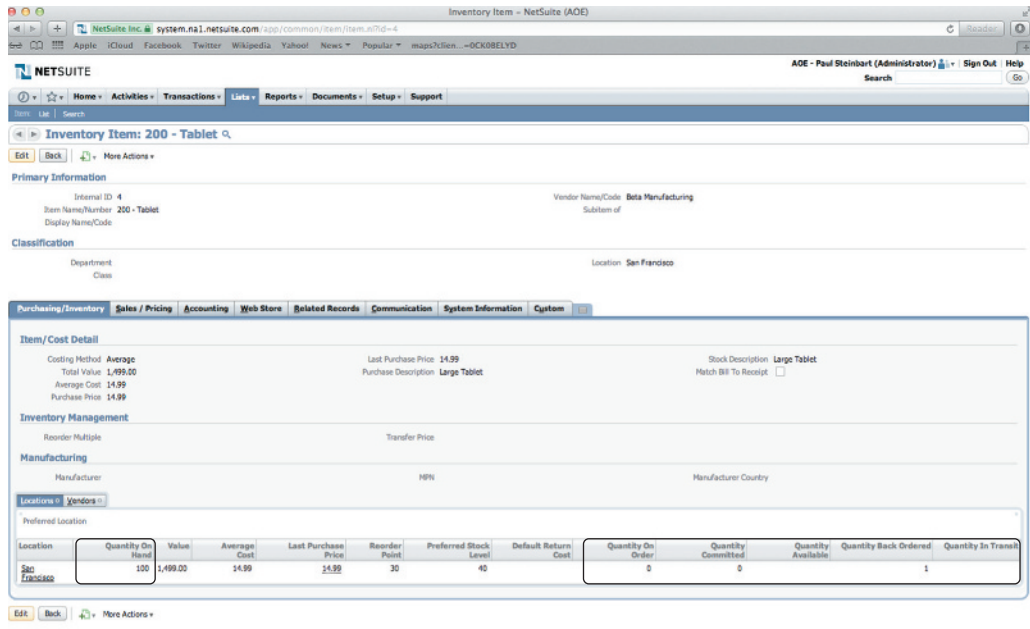 Inventory Item – NetSuite (AOE)
NetSuite Inc. system.na1.netsuite.com/app/common/item/item.nl?id=4 Reader
Apple iCloud Facebook Twitter Wikipedia Yahoo! News Popular maps?clien...=0CK0BELYD
NETSUITE
AOE - Paul Steinbart (Administrator) Sign Out Help
Search Go
Home Activities Transactions Lists Reports Documents Setup Support
Item List Search
Inventory Item: 200 - Tablet
Edit Back More Actions
Primary Information
Internal ID 4 Vendor Name/Code Beta Manufacturing
Item Name/Number 200 - Tablet Subitem of
Display Name/Code
Classification
Department Location San Francisco
Class
Purchasing/Inventory Sales / Pricing Accounting Web Store Related Records Communication System Information Custom
Item/Cost Detail
Costing Method Average Last Purchase Price 14.99 Stock Description Large Tablet
Total Value 1,499.00 Purchase Description Large Tablet Match Bill To Receipt
Average Cost 14.99
Purchase Price 14.99
Inventory Management
Reorder Multiple Transfer Price
Manufacturing
Manufacturer MPN Manufacturer Country
Locations Vendors
Preferred Location
Location Quantity On Hand Value Average Cost Last Purchase Price Reorder Point Preferred Stock Level Default Return Cost Quantity On Order Quantity Committed Quantity Available Quantity Back Ordered Quantity In Transit
San Francisco 100 1,499.00 14.99 14.99 30 40 0 0 1
Edit Back More Actions